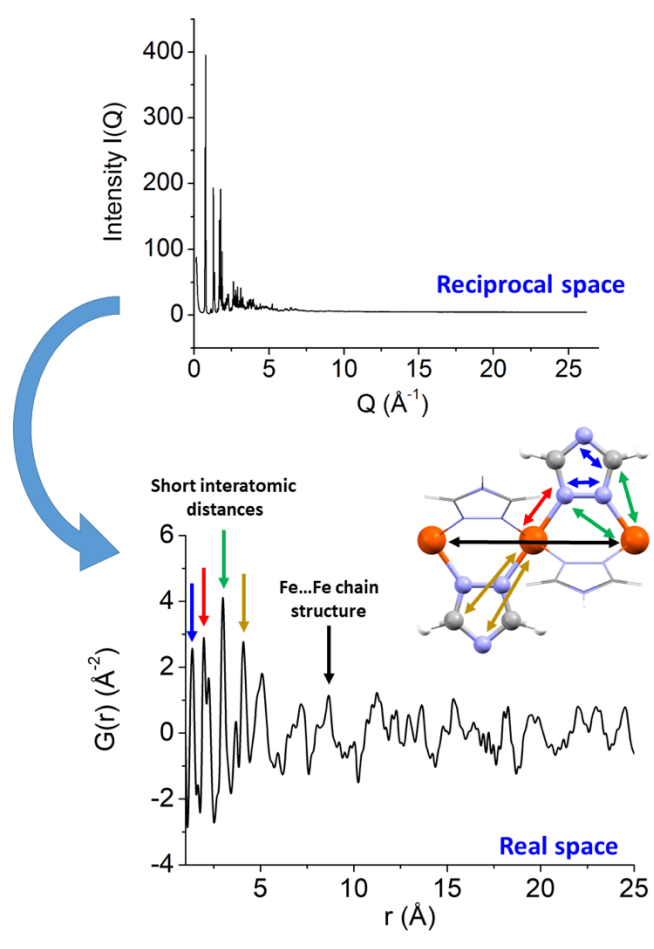 400
300
200
100
0
Intensity I(Q)
Reciprocal space
0
5
10
15
20
25
Q (Å⁻¹)
Short interatomic
distances
Fe...Fe chain
structure
6
4
2
0
-2
-4
G(r) (Å⁻²)
Real space
5
10
15
20
25
r (Å)